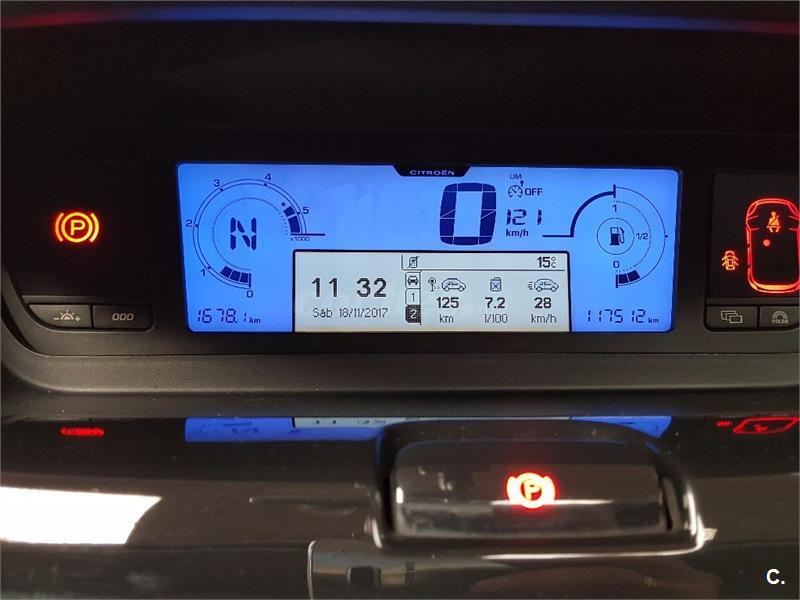 CITROËN
3
4
LIM
OFF
2
5
0
121
km/h
1
N
x1000
1/2
P
1
0
0
15°C
11 32
Sáb 18/11/2017
1
2
125
7.2
28
km
l/100
km/h
1678.1 km
117512 km
000
COLOR
P
C.